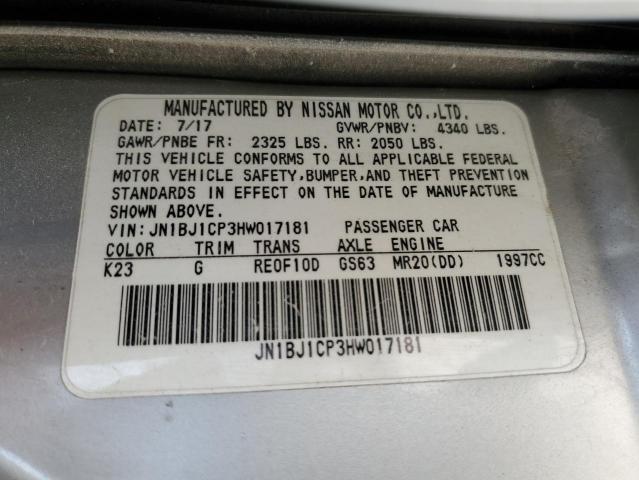 MANUFACTURED BY NISSAN MOTOR CO.,LTD.
DATE: 7/17 GVWR/PNBV: 4340 LBS.
GAWR/PNBE FR: 2325 LBS. RR: 2050 LBS.
THIS VEHICLE CONFORMS TO ALL APPLICABLE FEDERAL
MOTOR VEHICLE SAFETY,BUMPER,AND THEFT PREVENTION
STANDARDS IN EFFECT ON THE DATE OF MANUFACTURE
SHOWN ABOVE.
VIN:JN1BJ1CP3HW017181 PASSENGER CAR
COLOR TRIM TRANS AXLE ENGINE
K23 G RE0F10D GS63 MR20(DD) 1997CC
JN1BJ1CP3HW017181